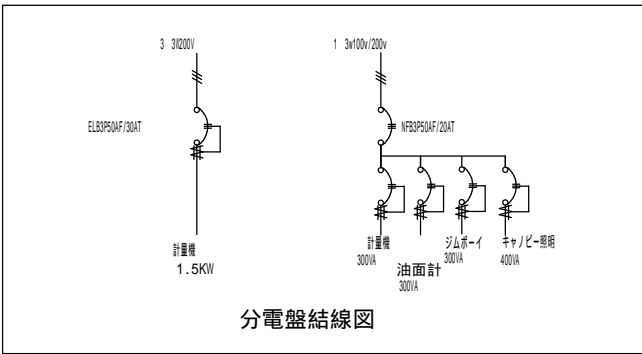 3 3W200V
1 3w100v/200v
ELB3P50AF/30AT
NFB3P50AF/20AT
計量機
1.5KW
計量機
300VA
油面計
300VA
ジムボーイ
300VA
キャノピー照明
400VA
分電盤結線図